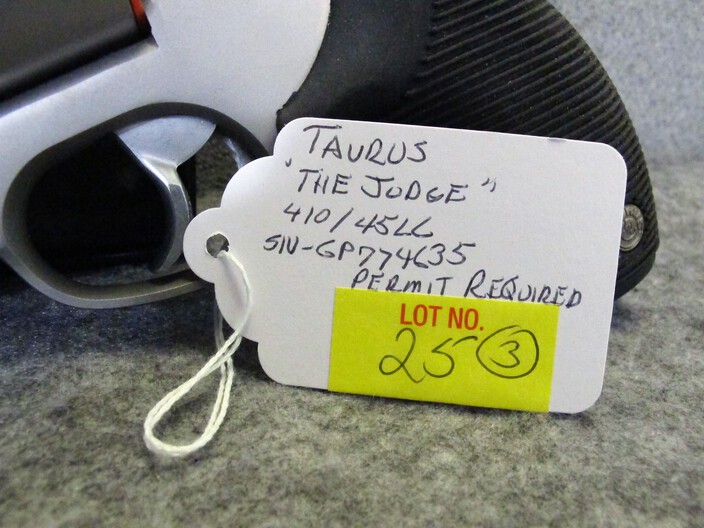 TAURUS
"THE JUDGE"
410/45LC
S/N-GP774635
PERMIT REQUIRED
LOT NO.
25 3